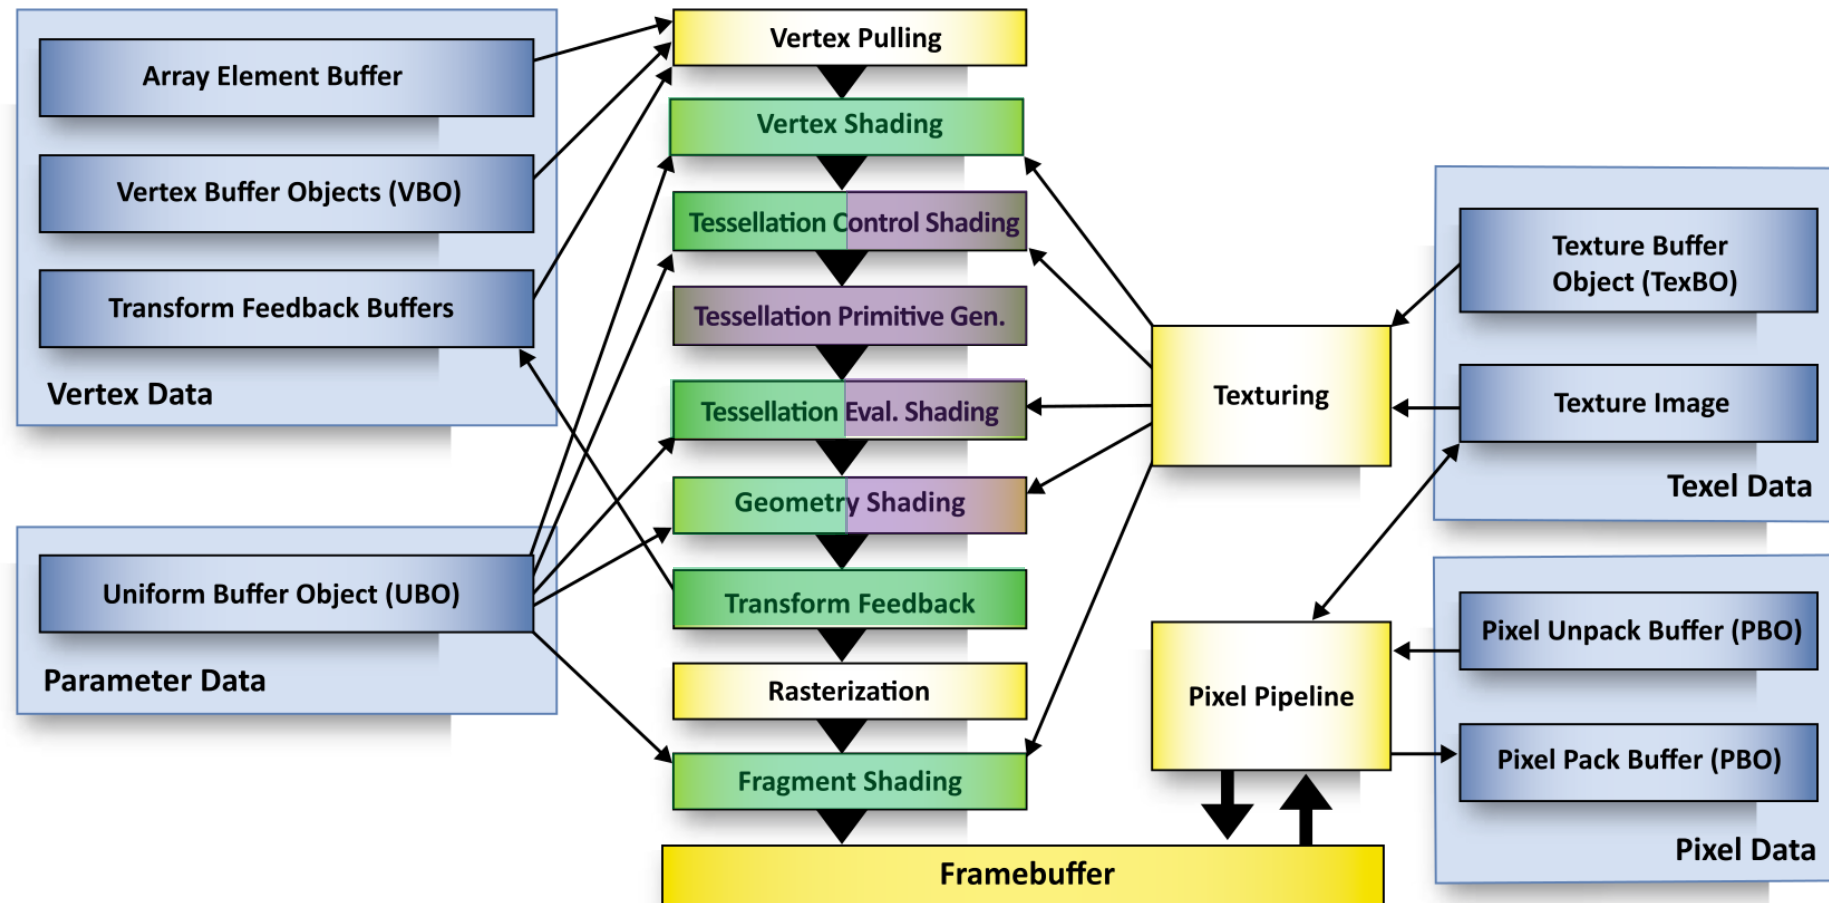 Array Element Buffer
Vertex Buffer Objects (VBO)
Transform Feedback Buffers
Vertex Data
Uniform Buffer Object (UBO)
Parameter Data
Vertex Pulling
Vertex Shading
Tessellation Control Shading
Tessellation Primitive Gen.
Tessellation Eval. Shading
Geometry Shading
Transform Feedback
Rasterization
Fragment Shading
Framebuffer
Texturing
Pixel Pipeline
Texture Buffer
Object (TexBO)
Texture Image
Texel Data
Pixel Unpack Buffer (PBO)
Pixel Pack Buffer (PBO)
Pixel Data